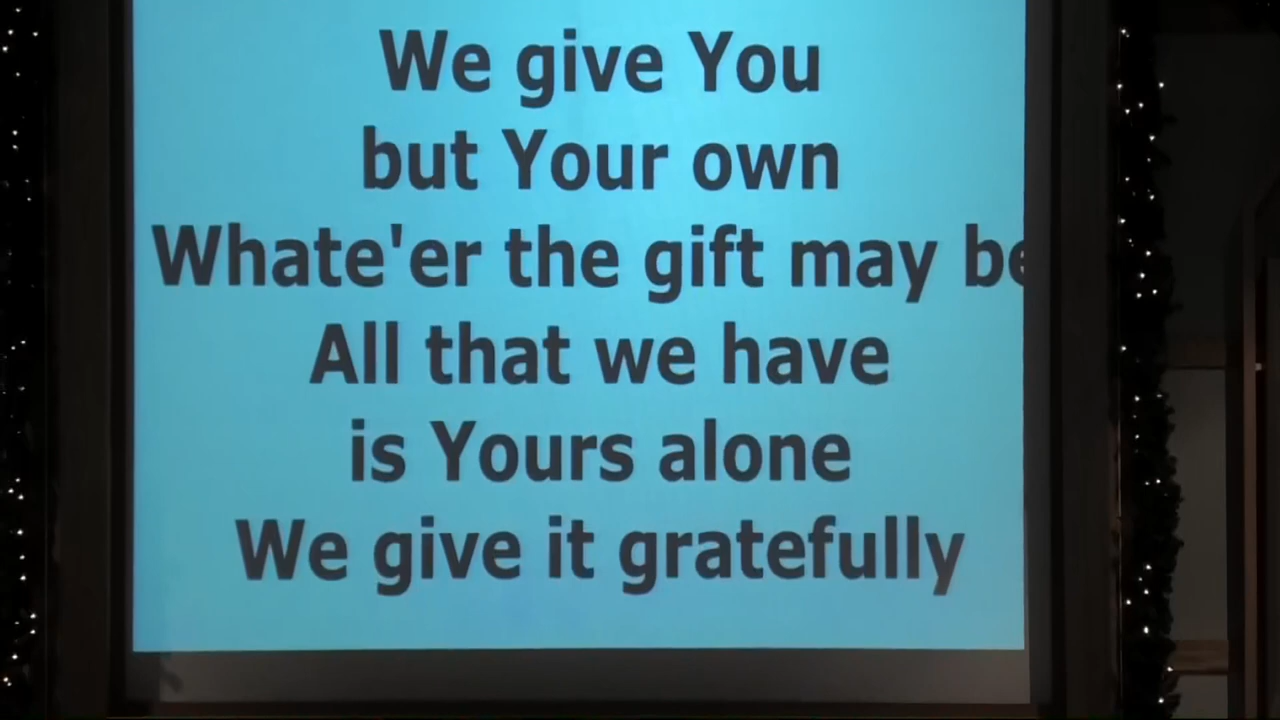 We give You
but Your own
Whate'er the gift may be
All that we have
is Yours alone
We give it gratefully